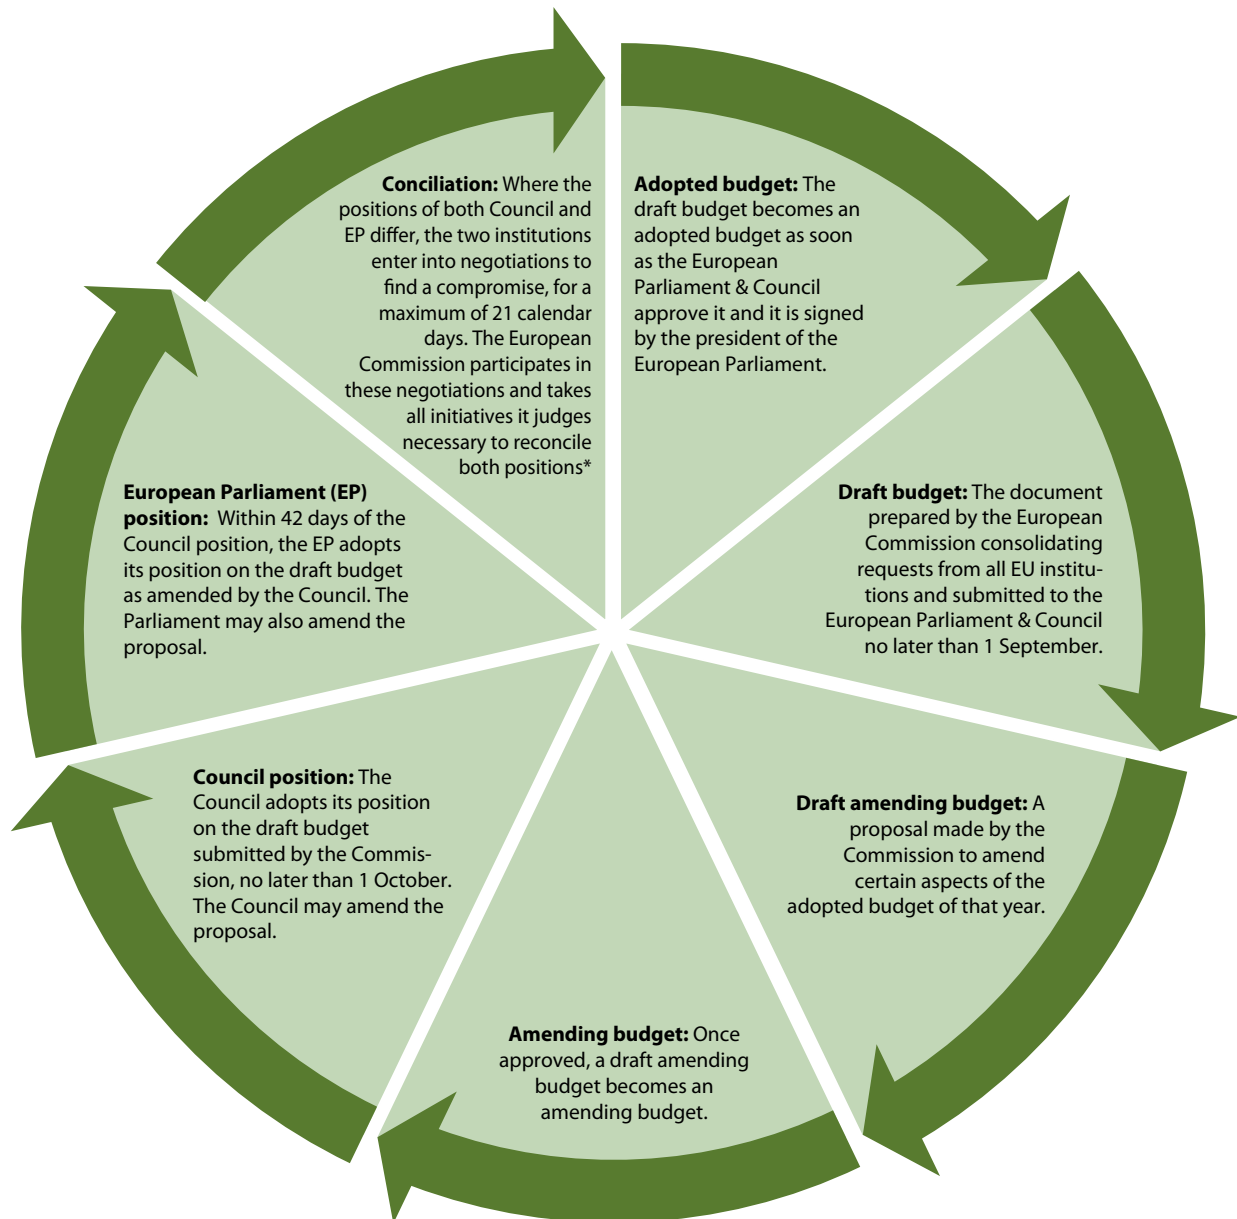 Conciliation: Where the
positions of both Council and
EP differ, the two institutions
enter into negotiations to
find a compromise, for a
maximum of 21 calendar
days. The European
Commission participates in
these negotiations and takes
all initiatives it judges
necessary to reconcile
both positions*
Adopted budget: The
draft budget becomes an
adopted budget as soon
as the European
Parliament & Council
approve it and it is signed
by the president of the
European Parliament.
Draft budget: The document
prepared by the European
Commission consolidating
requests from all EU institu-
tions and submitted to the
European Parliament & Council
no later than 1 September.
Draft amending budget: A
proposal made by the
Commission to amend
certain aspects of the
adopted budget of that year.
Amending budget: Once
approved, a draft amending
budget becomes an
amending budget.
Council position: The
Council adopts its position
on the draft budget
submitted by the Commis-
sion, no later than 1 October.
The Council may amend the
proposal.
European Parliament (EP)
position: Within 42 days of the
Council position, the EP adopts
its position on the draft budget
as amended by the Council. The
Parliament may also amend the
proposal.